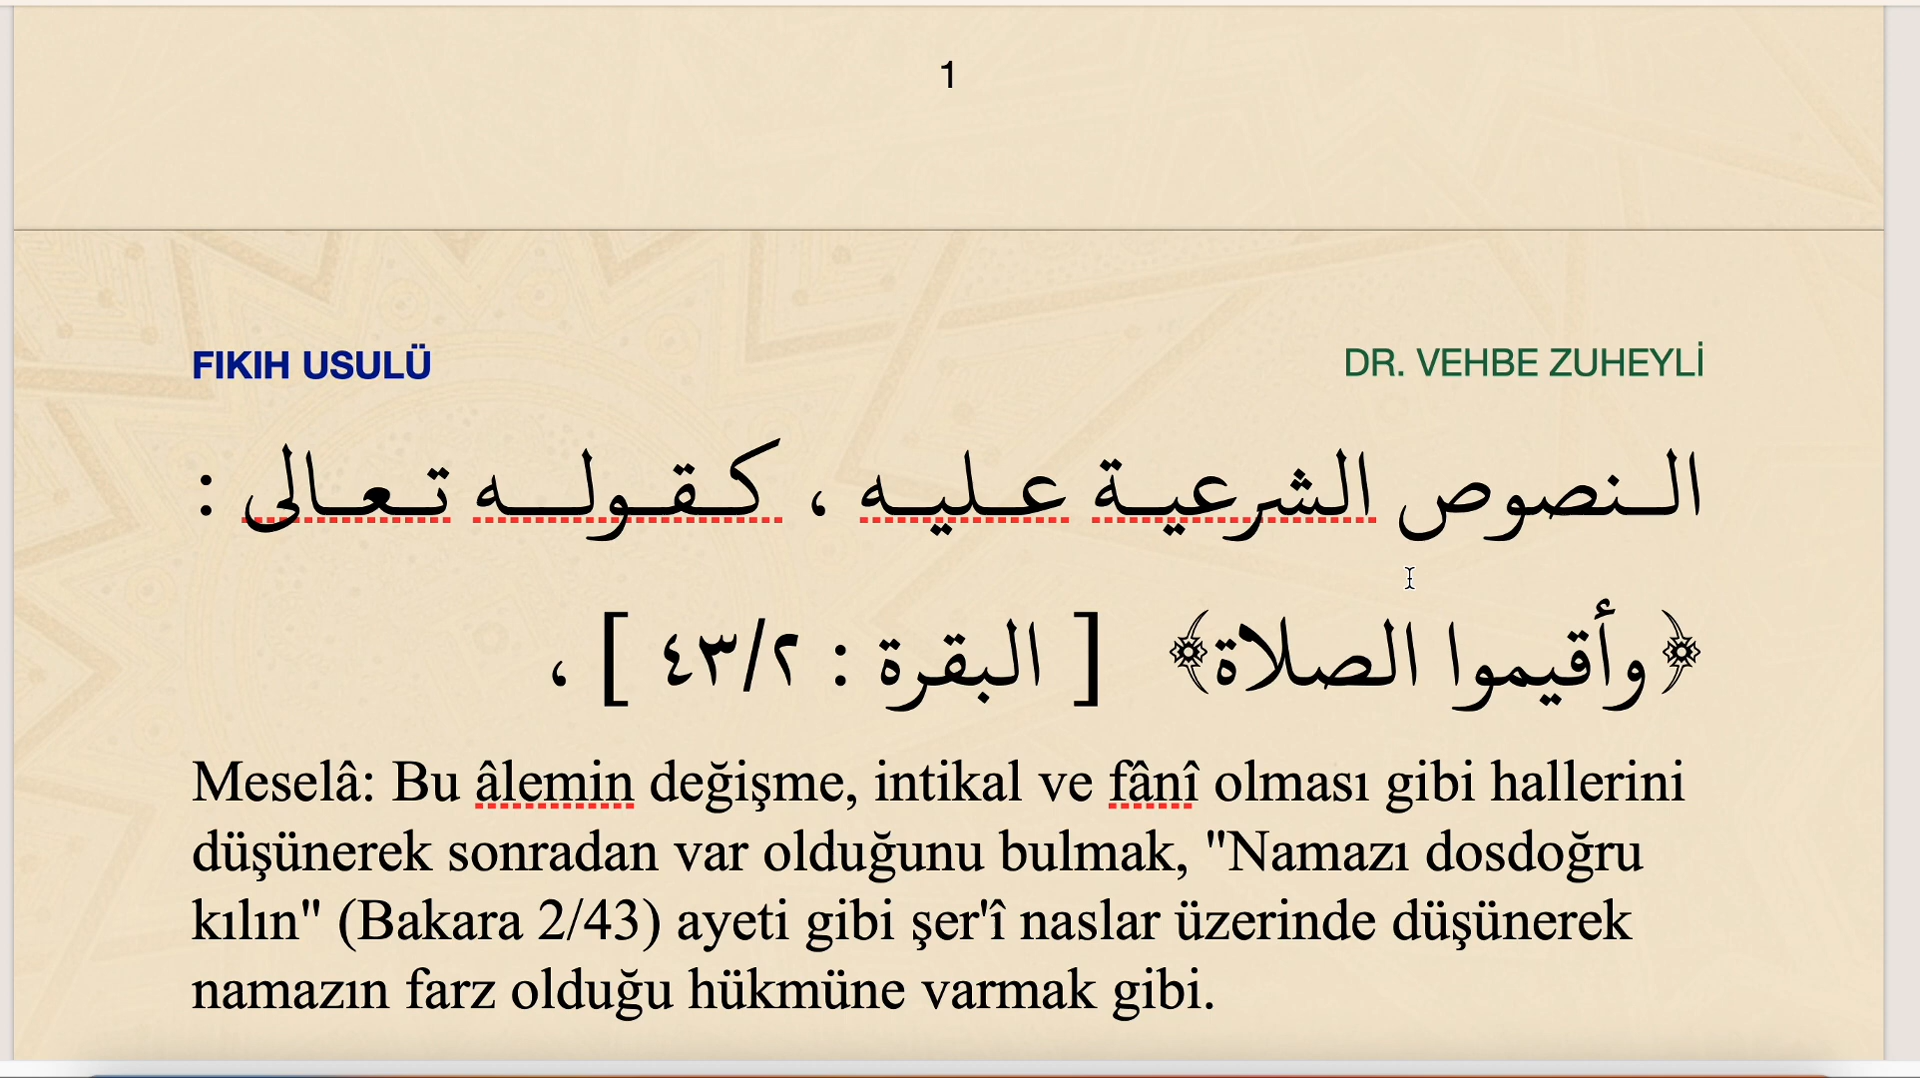 1
FIKIH USULÜ DR. VEHBE ZUHEYLİ
النصوص الشرعية عليه ، كقوله تعالى :
﴿وأقيموا الصلاة﴾ [ البقرة : ٤٣/٢ ] ،
Meselâ: Bu âlemin değişme, intikal ve fânî olması gibi hallerini
düşünerek sonradan var olduğunu bulmak, "Namazı dosdoğru
kılın" (Bakara 2/43) ayeti gibi şer'î naslar üzerinde düşünerek
namazın farz olduğu hükmüne varmak gibi.